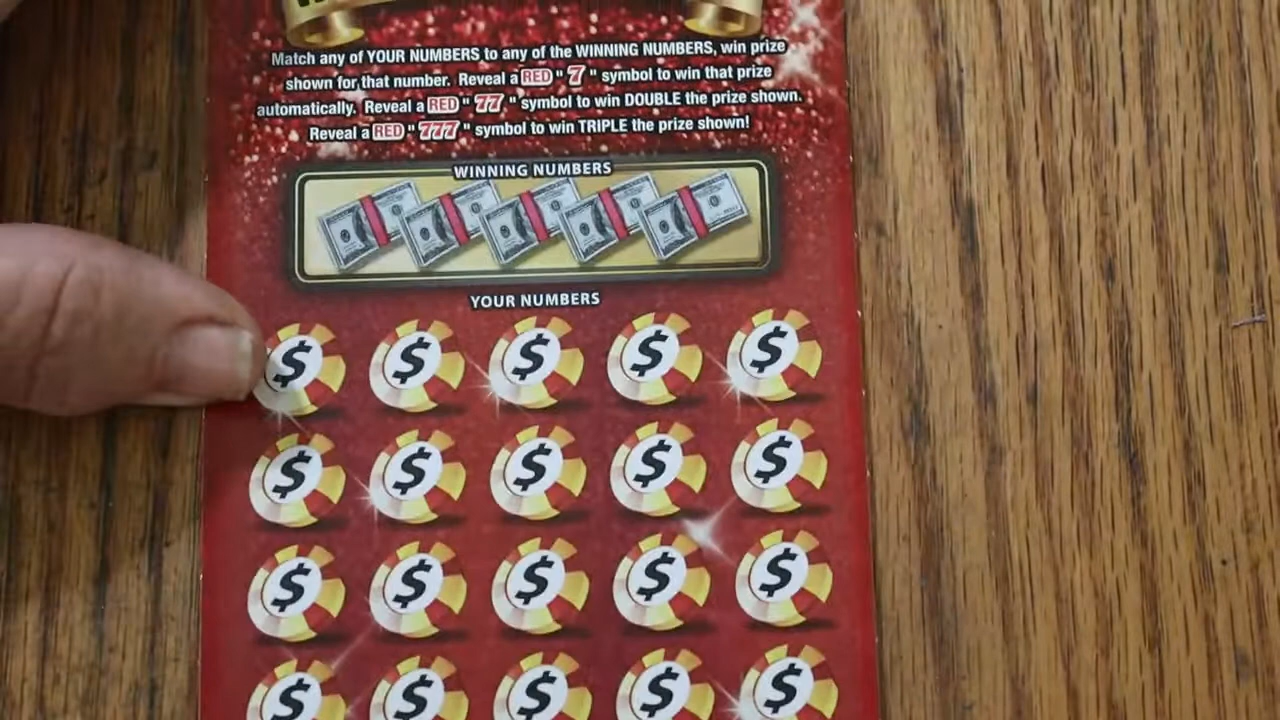 Match any of YOUR NUMBERS to any of the WINNING NUMBERS, win prize
shown for that number. Reveal a RED "7" symbol to win that prize
automatically. Reveal a RED "77" symbol to win DOUBLE the prize shown.
Reveal a RED "777" symbol to win TRIPLE the prize shown!
WINNING NUMBERS
YOUR NUMBERS
$ $ $ $ $
$ $ $ $ $
$ $ $ $ $
$ $ $ $ $